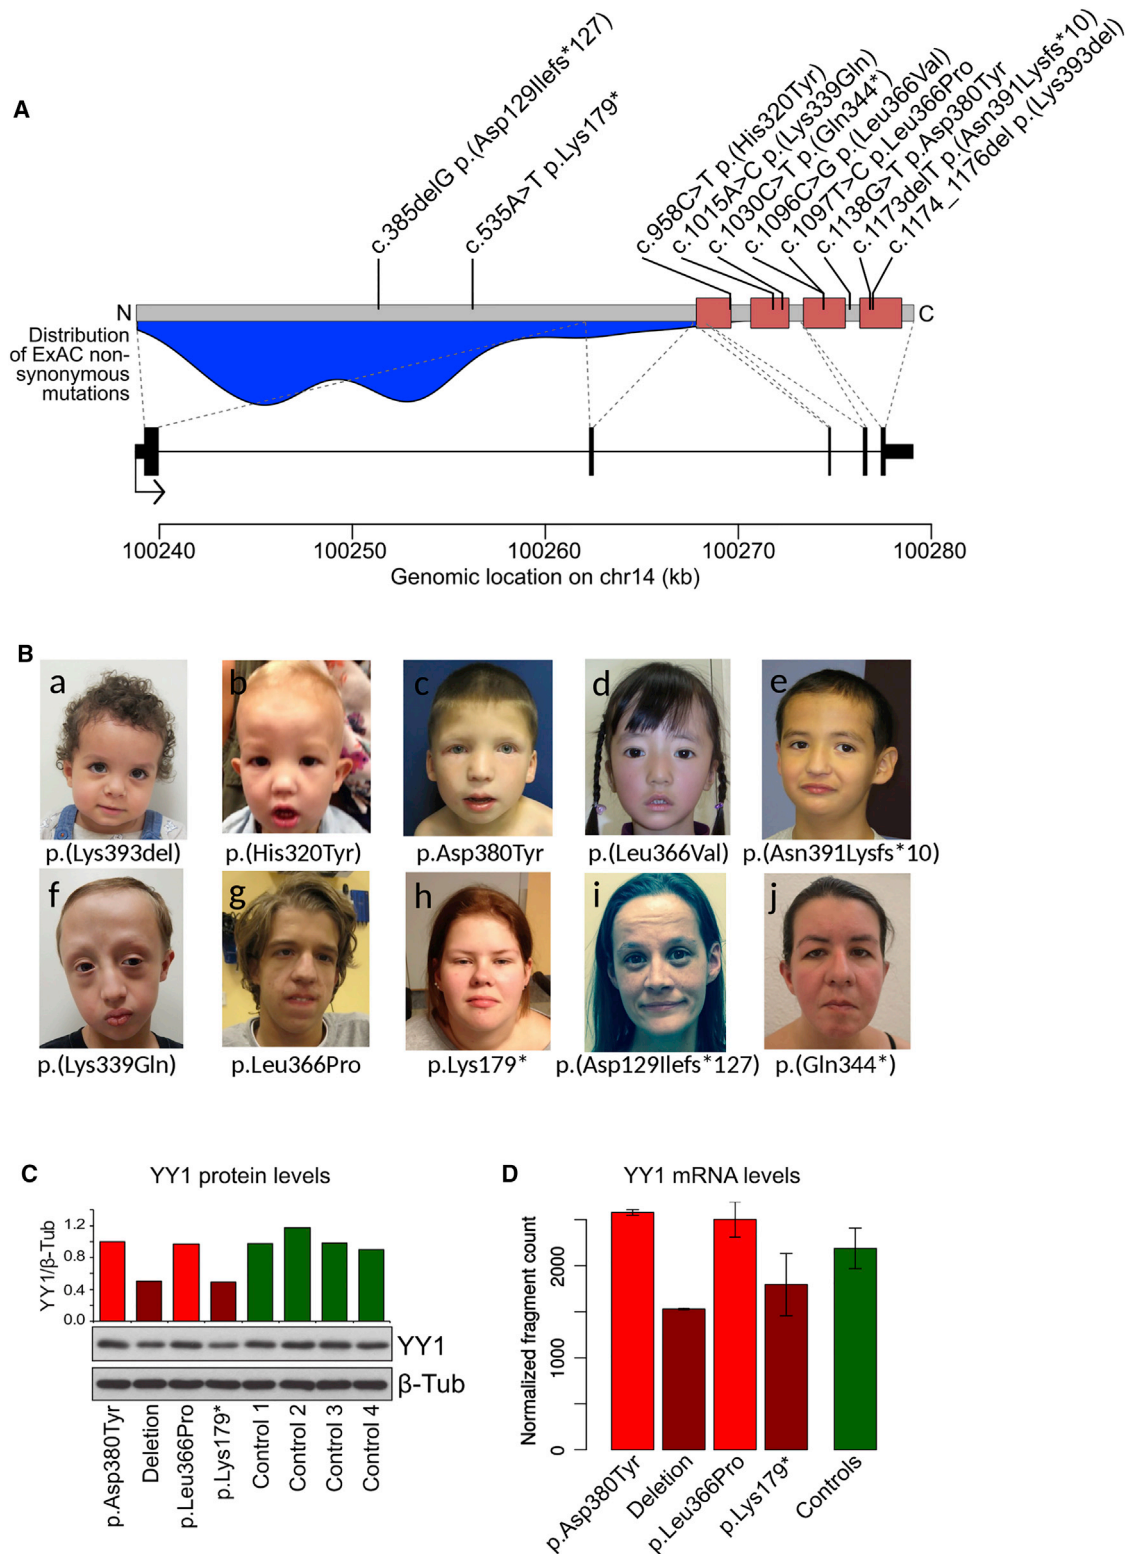 A
c.385delG p.(Asp129Ilefs*127)
c.535A>T p.Lys179*
c.958C>T p.(His320Tyr)
c.1015A>C p.(Lys339Gln)
c.1030C>T p.(Gln344*)
c.1096C>G p.(Leu366Val)
c.1097T>C p.Leu366Pro
c.1138G>T p.Asp380Tyr
c.1173delT p.(Asn391Lysfs*10)
c.1174_1176del p.(Lys393del)
N
C
Distribution
of ExAC non-
synonymous
mutations
100240 100250 100260 100270 100280
Genomic location on chr14 (kb)
B
a b c d e
p.(Lys393del) p.(His320Tyr) p.Asp380Tyr p.(Leu366Val) p.(Asn391Lysfs*10)
f g h i j
p.(Lys339Gln) p.Leu366Pro p.Lys179* p.(Asp129Ilefs*127) p.(Gln344*)
C
YY1 protein levels
YY1/β-Tub
1.2
0.8
0.4
0.0
YY1
β-Tub
p.Asp380Tyr
Deletion
p.Leu366Pro
p.Lys179*
Control 1
Control 2
Control 3
Control 4
D
YY1 mRNA levels
Normalized fragment count
2000
1000
0
p.Asp380Tyr
Deletion
p.Leu366Pro
p.Lys179*
Controls